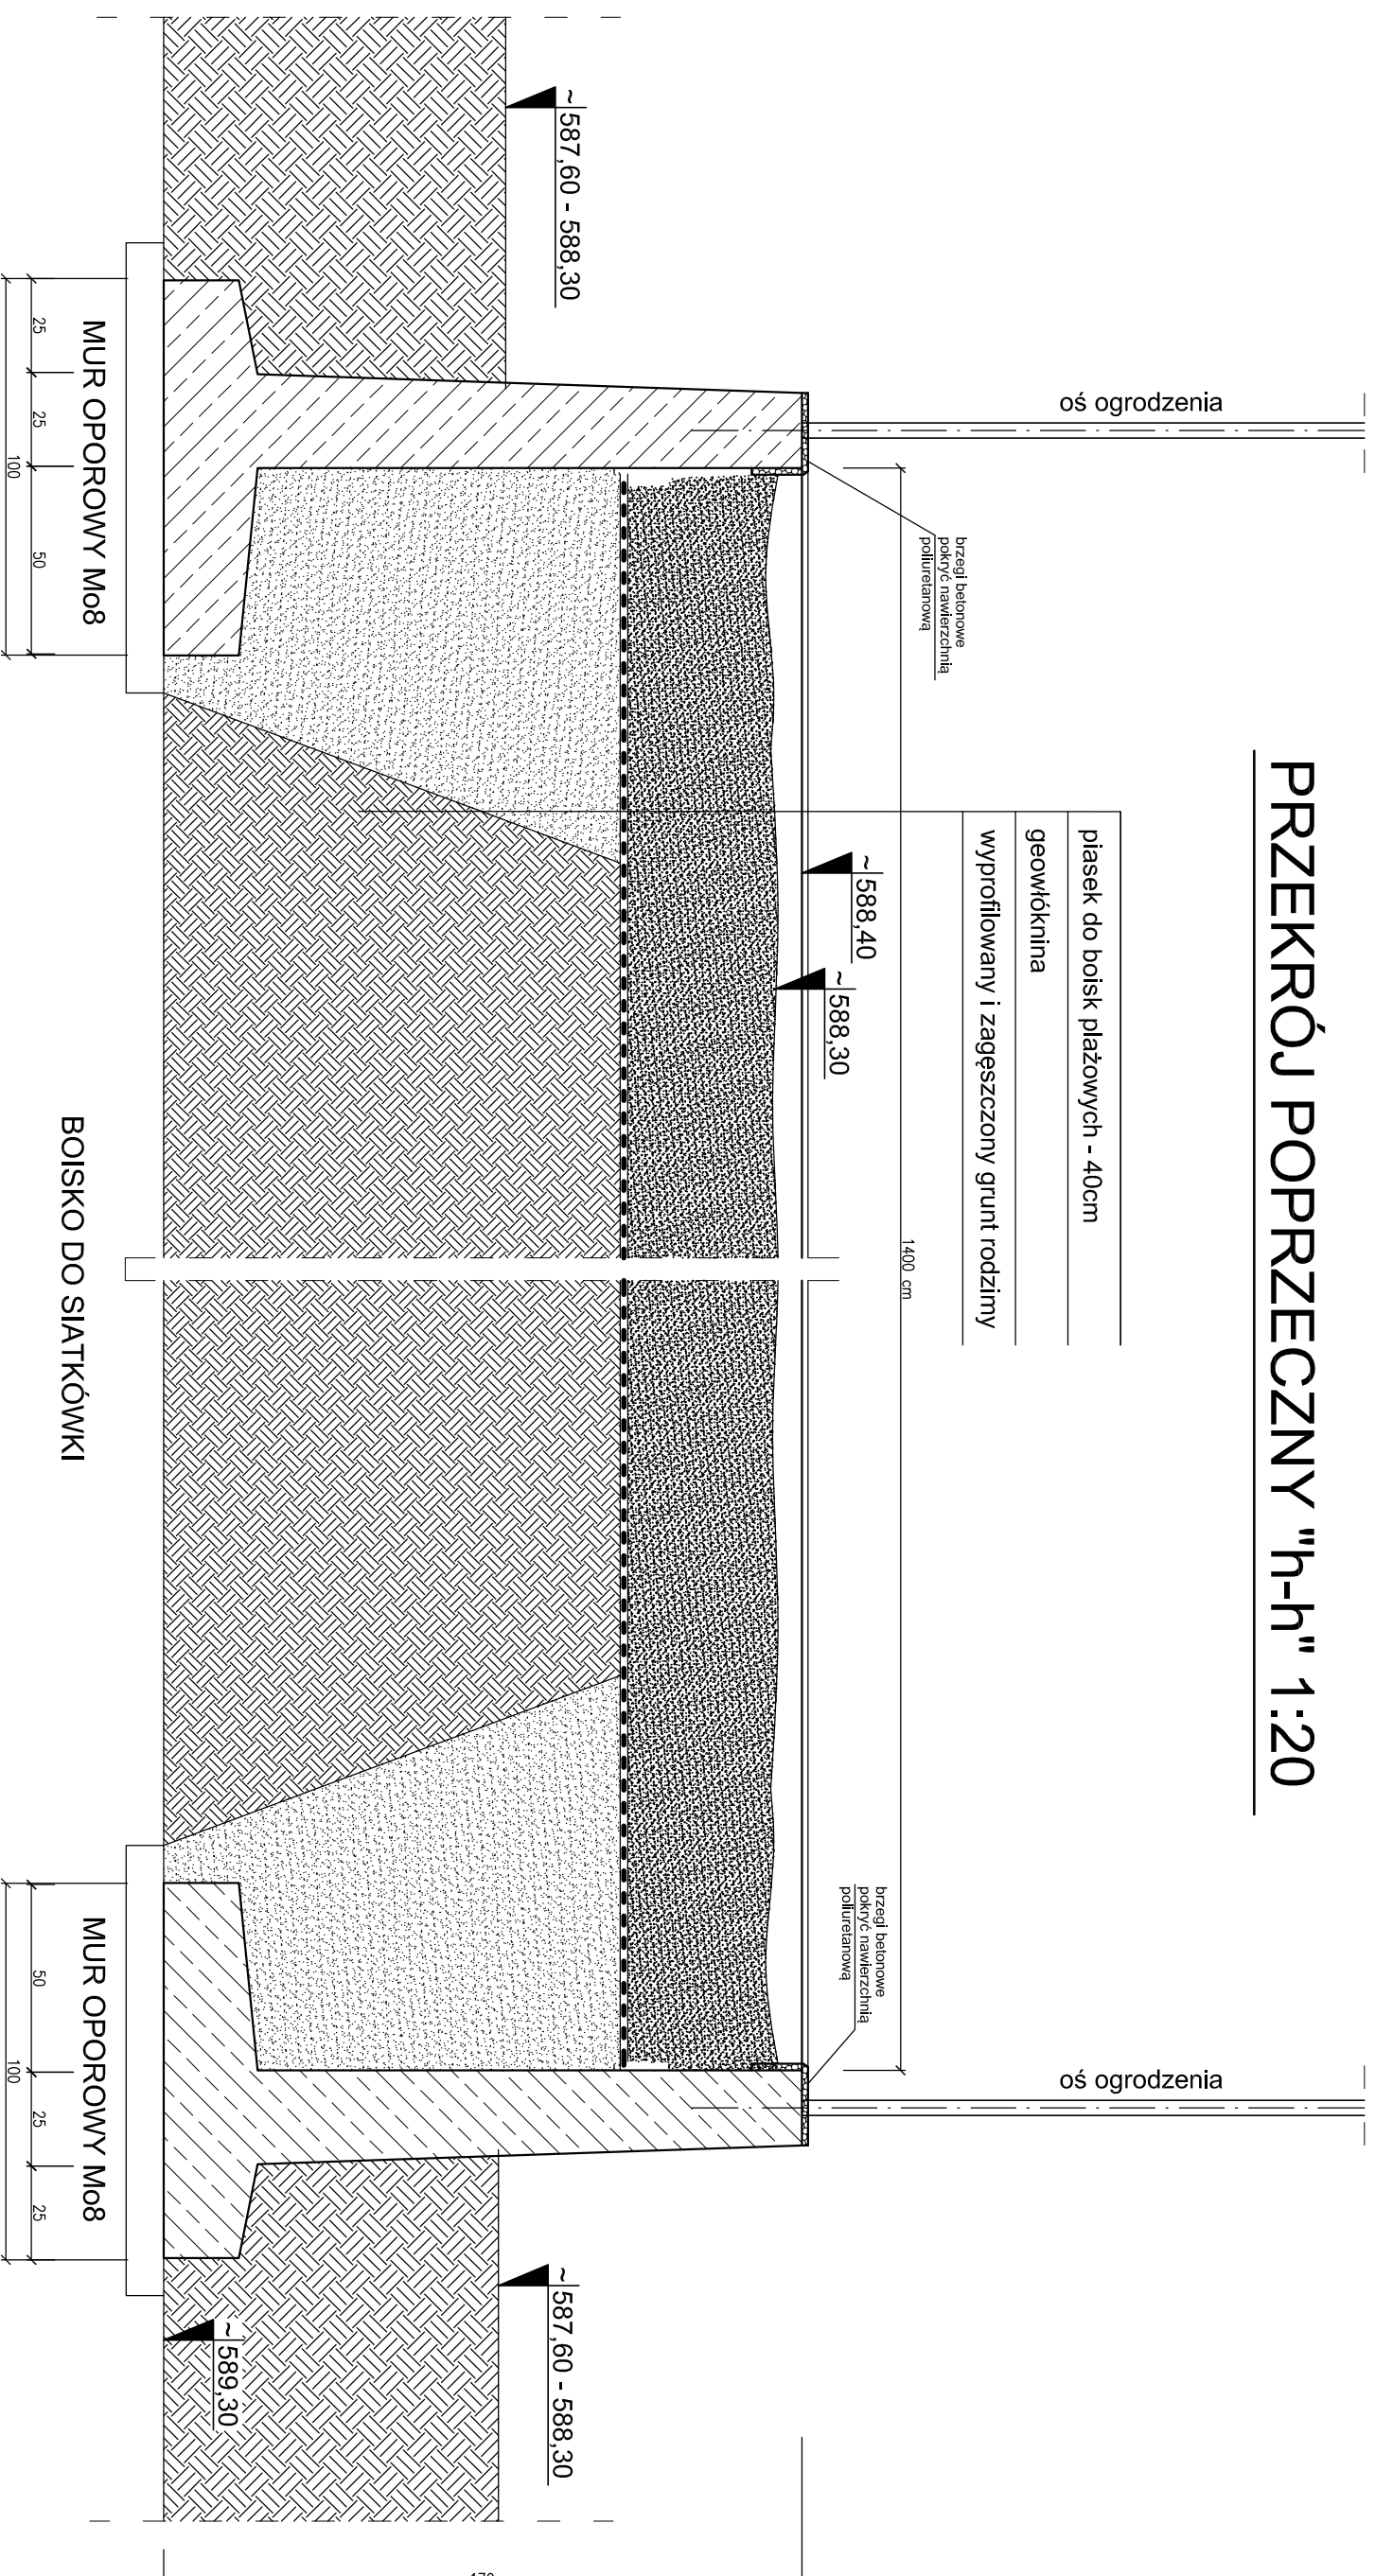 PRZEKRÓJ POPRZECZNY "h-h" 1:20
oś ogrodzenia
oś ogrodzenia
piasek do boisk plażowych - 40cm
geowłóknina
wyprofilowany i zagęszczony grunt rodzimy
brzegi betonowe
pokryć nawierzchnią
poliuretanową
1400 cm
brzegi betonowe
pokryć nawierzchnią
poliuretanową
~588,40
~588,30
~587,60 - 588,30
~587,60 - 588,30
~589,30
MUR OPOROWY Mo8
BOISKO DO SIATKÓWKI
MUR OPOROWY Mo8
25
25
50
100
50
25
25
100